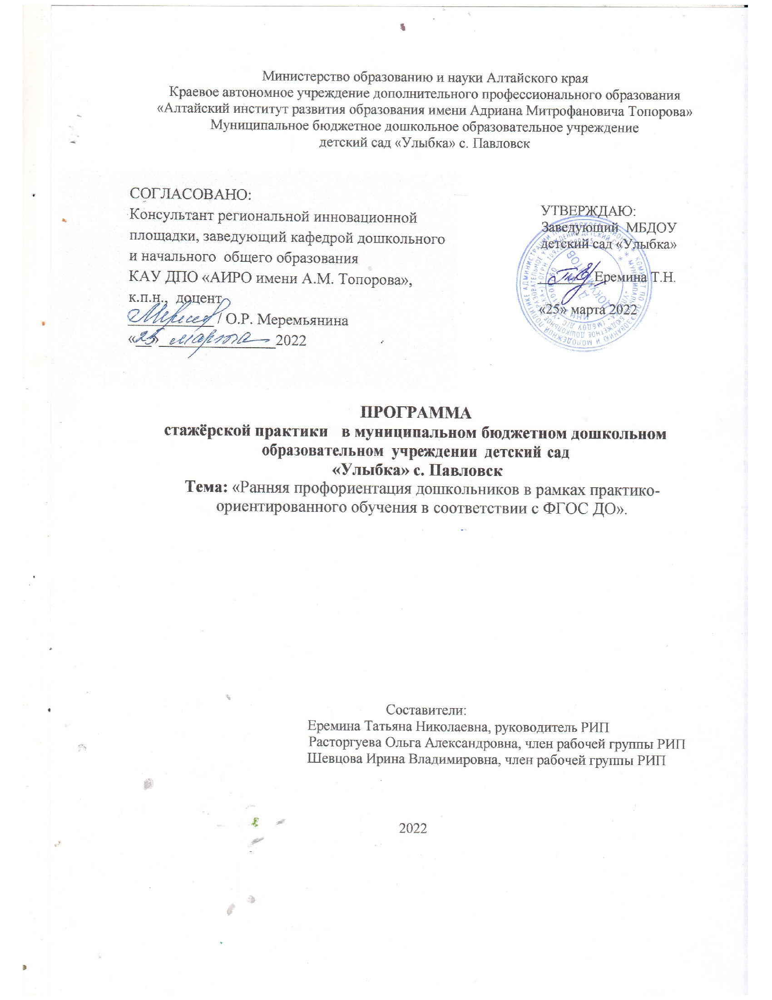 Министерство образованию и науки Алтайского края
Краевое автономное учреждение дополнительного профессионального образования
«Алтайский институт развития образования имени Адриана Митрофановича Топорова»
Муниципальное бюджетное дошкольное образовательное учреждение
детский сад «Улыбка» с. Павловск
СОГЛАСОВАНО:
Консультант региональной инновационной
площадки, заведующий кафедрой дошкольного
и начального общего образования
КАУ ДПО «АИРО имени А.М. Топорова»,
к.п.н., доцент
/ О.Р. Меремьянина
«25» марта 2022
УТВЕРЖДАЮ:
Заведующий МБДОУ
детский сад «Улыбка»
Еремина Т.Н.
«25» марта 2022
ПРОГРАММА
стажёрской практики в муниципальном бюджетном дошкольном
образовательном учреждении детский сад
«Улыбка» с. Павловск
Тема: «Ранняя профориентация дошкольников в рамках практико-
ориентированного обучения в соответствии с ФГОС ДО».
Составители:
Еремина Татьяна Николаевна, руководитель РИП
Расторгуева Ольга Александровна, член рабочей группы РИП
Шевцова Ирина Владимировна, член рабочей группы РИП
2022